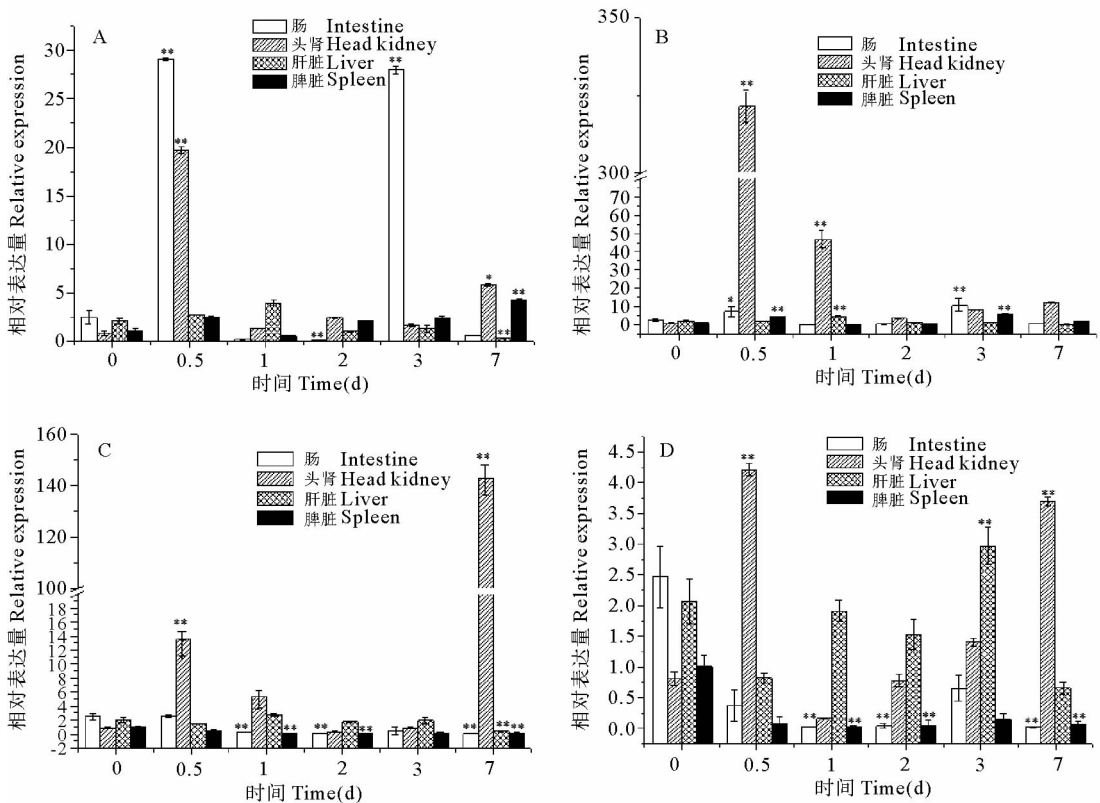 A
肠 Intestine
头肾 Head kidney
肝脏 Liver
脾脏 Spleen
相对表达量 Relative expression
30
25
20
15
10
5
0
** ** ** ** * ** **
0 0.5 1 2 3 7
时间 Time(d)
B
肠 Intestine
头肾 Head kidney
肝脏 Liver
脾脏 Spleen
相对表达量 Relative expression
350
300
70
60
50
40
30
20
10
0
* ** ** ** ** ** **
0 0.5 1 2 3 7
时间 Time(d)
C
肠 Intestine
头肾 Head kidney
肝脏 Liver
脾脏 Spleen
相对表达量 Relative expression
160
140
120
100
18
16
14
12
10
8
6
4
2
0
-2
** ** ** ** ** ** ** ** **
0 0.5 1 2 3 7
时间 Time(d)
D
肠 Intestine
头肾 Head kidney
肝脏 Liver
脾脏 Spleen
相对表达量 Relative expression
4.5
4.0
3.5
3.0
2.5
2.0
1.5
1.0
0.5
0.0
** ** ** ** ** ** ** ** **
0 0.5 1 2 3 7
时间 Time(d)